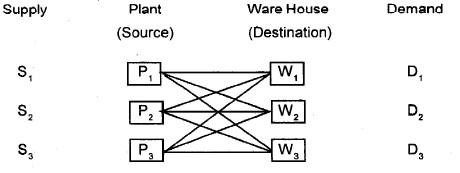 Supply Plant Ware House Demand
(Source) (Destination)
S1 P1 W1 D1
S2 P2 W2 D2
S3 P3 W3 D3